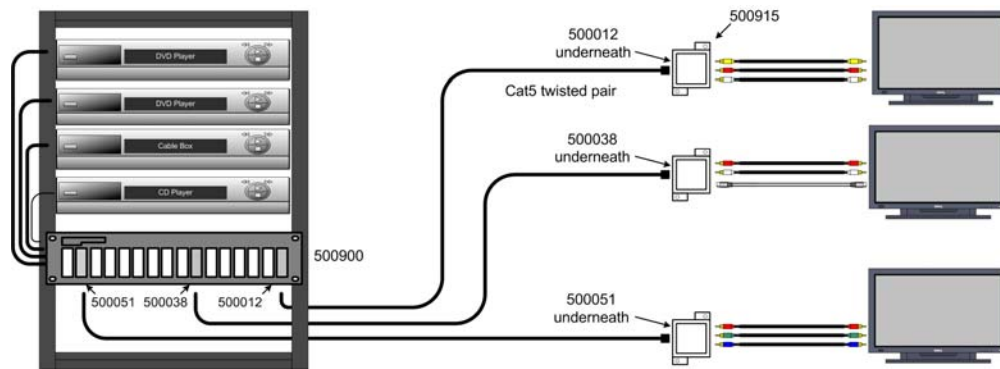 DVD Player
DVD Player
Cable Box
CD Player
500900
500051
500038
500012
500012
underneath
500915
Cat5 twisted pair
500038
underneath
500051
underneath